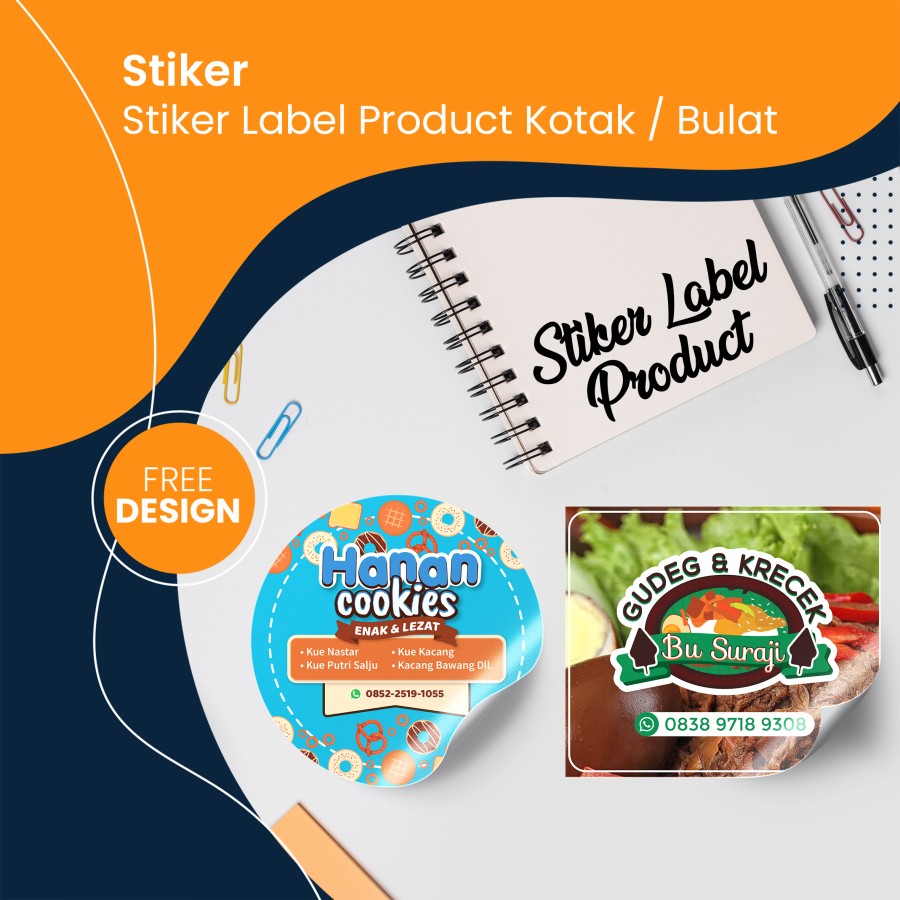 Stiker
Stiker Label Product Kotak / Bulat
Stiker Label
Product
FREE
DESIGN
Hanan
cookies
ENAK & LEZAT
• Kue Nastar
• Kue Putri Salju
• Kue Kacang
• Kacang Bawang Dll.
0852-2519-1055
GUDEG & KRECEK
Bu Suraji
0838 9718 9308